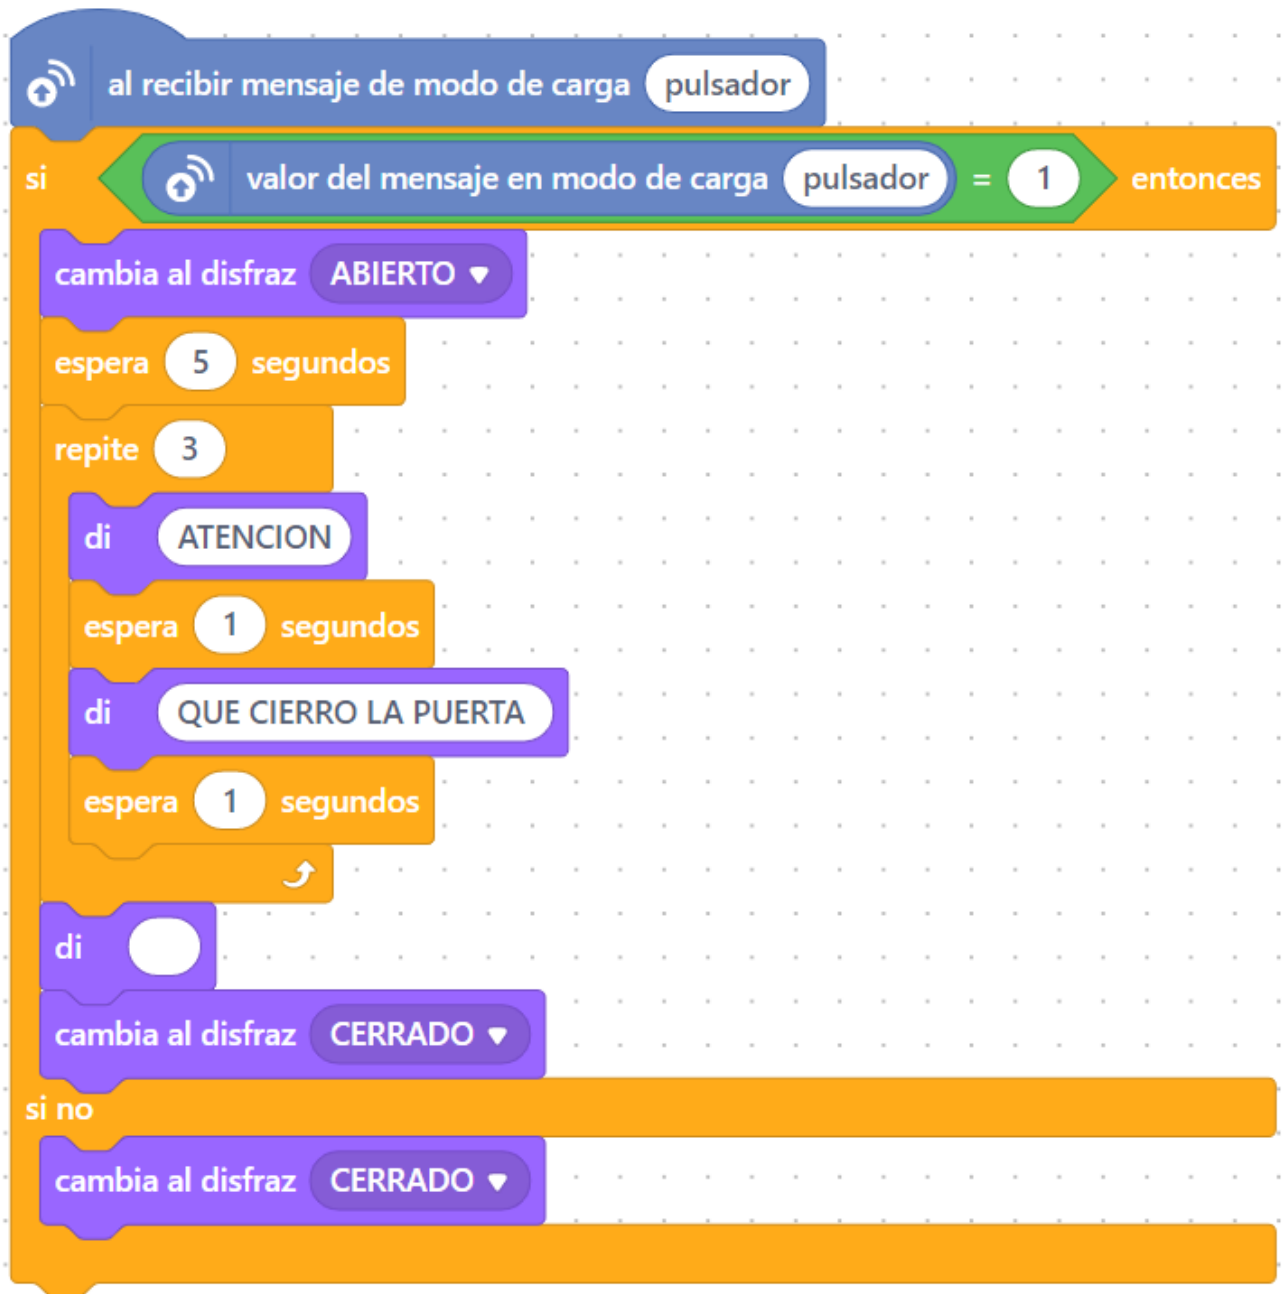 al recibir mensaje de modo de carga pulsador
si valor del mensaje en modo de carga pulsador = 1 entonces
cambia al disfraz ABIERTO
espera 5 segundos
repite 3
di ATENCION
espera 1 segundos
di QUE CIERRO LA PUERTA
espera 1 segundos
di
cambia al disfraz CERRADO
si no
cambia al disfraz CERRADO